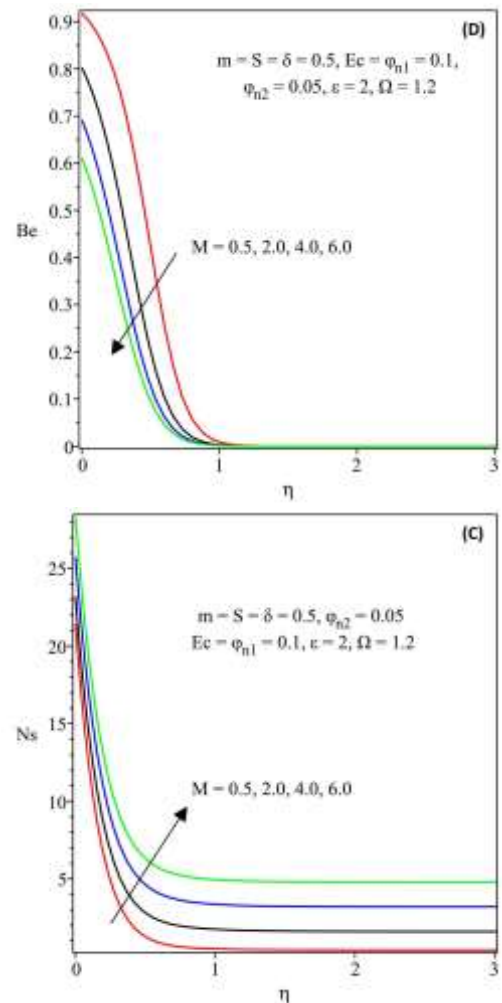 (D)
0.9
m = S = δ = 0.5, Ec = φn1 = 0.1,
0.8
φn2 = 0.05, ε = 2, Ω = 1.2
0.7
0.6
0.5
Be
M = 0.5, 2.0, 4.0, 6.0
0.4
0.3
0.2
0.1
0
0 1 2 3
η
(C)
25
m = S = δ = 0.5, φn2 = 0.05
Ec = φn1 = 0.1, ε = 2, Ω = 1.2
20
15
Ns
M = 0.5, 2.0, 4.0, 6.0
10
5
0 1 2 3
η